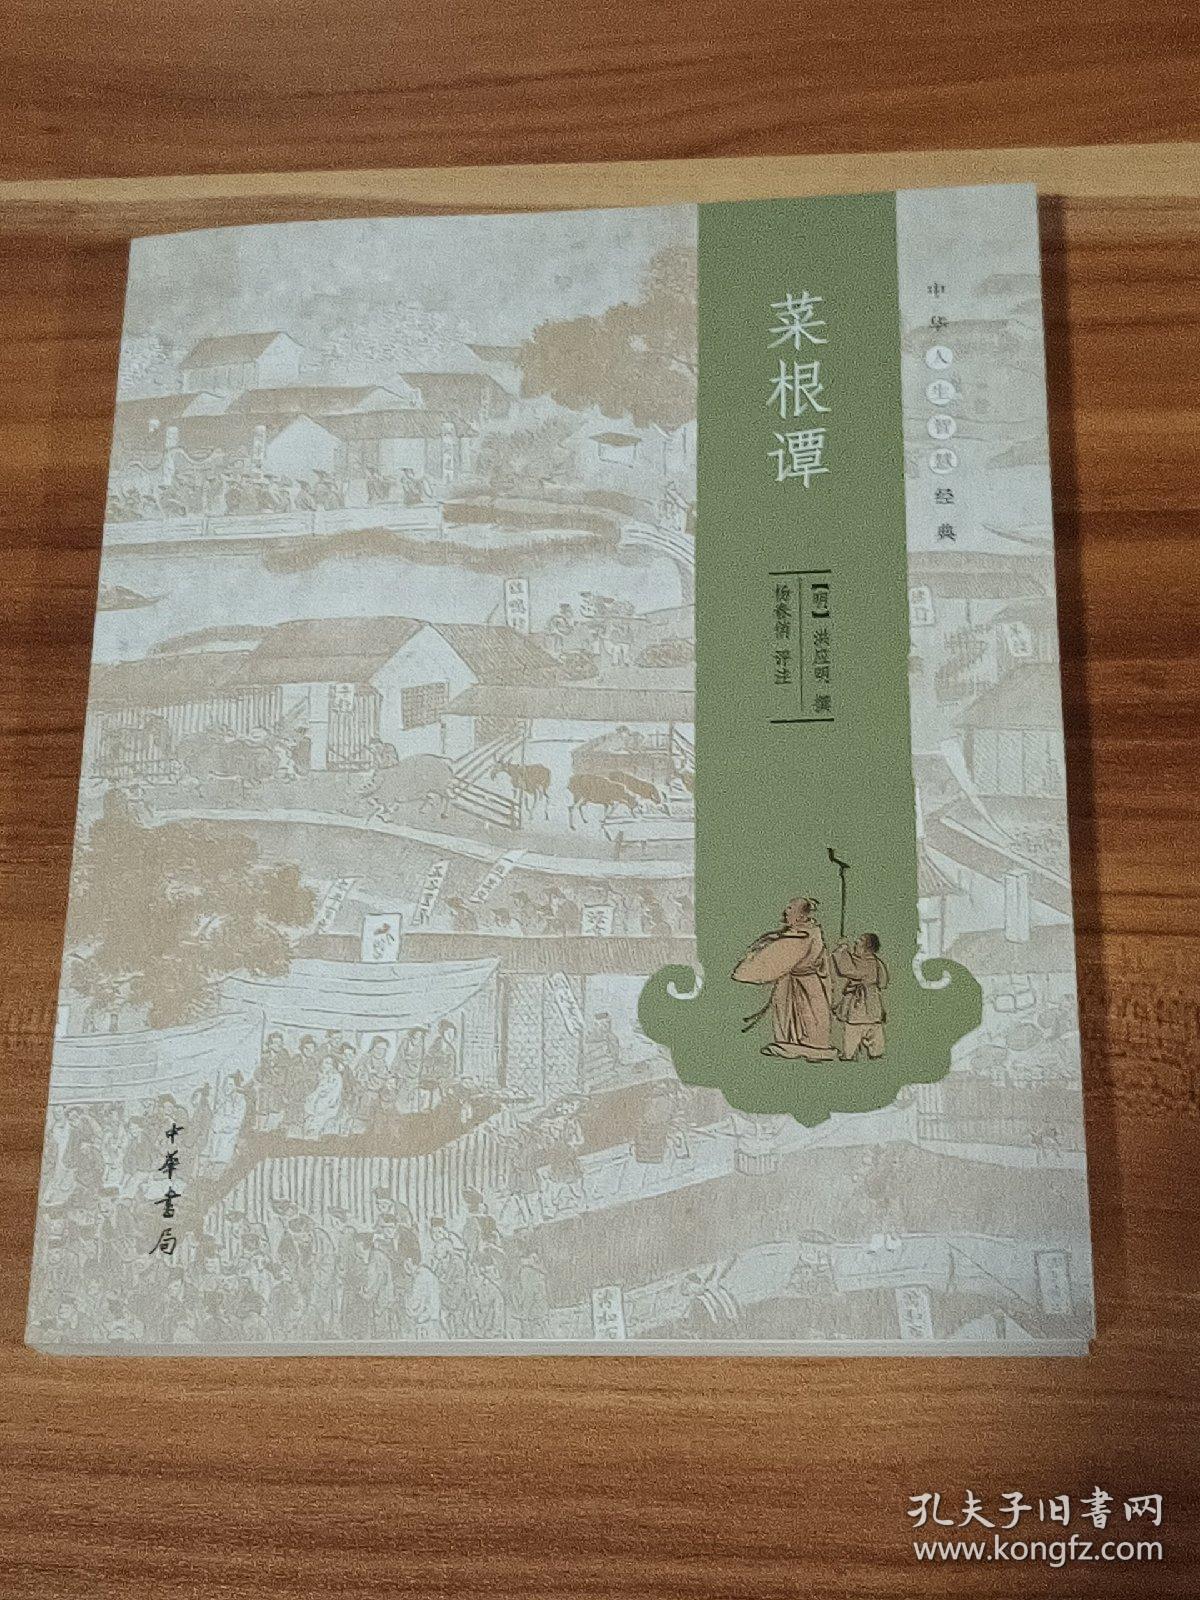 中华人生智慧经典
菜根谭
【明】洪应明 撰
杨春俏 评注
中華書局
孔夫子旧书网
www.kongfz.com